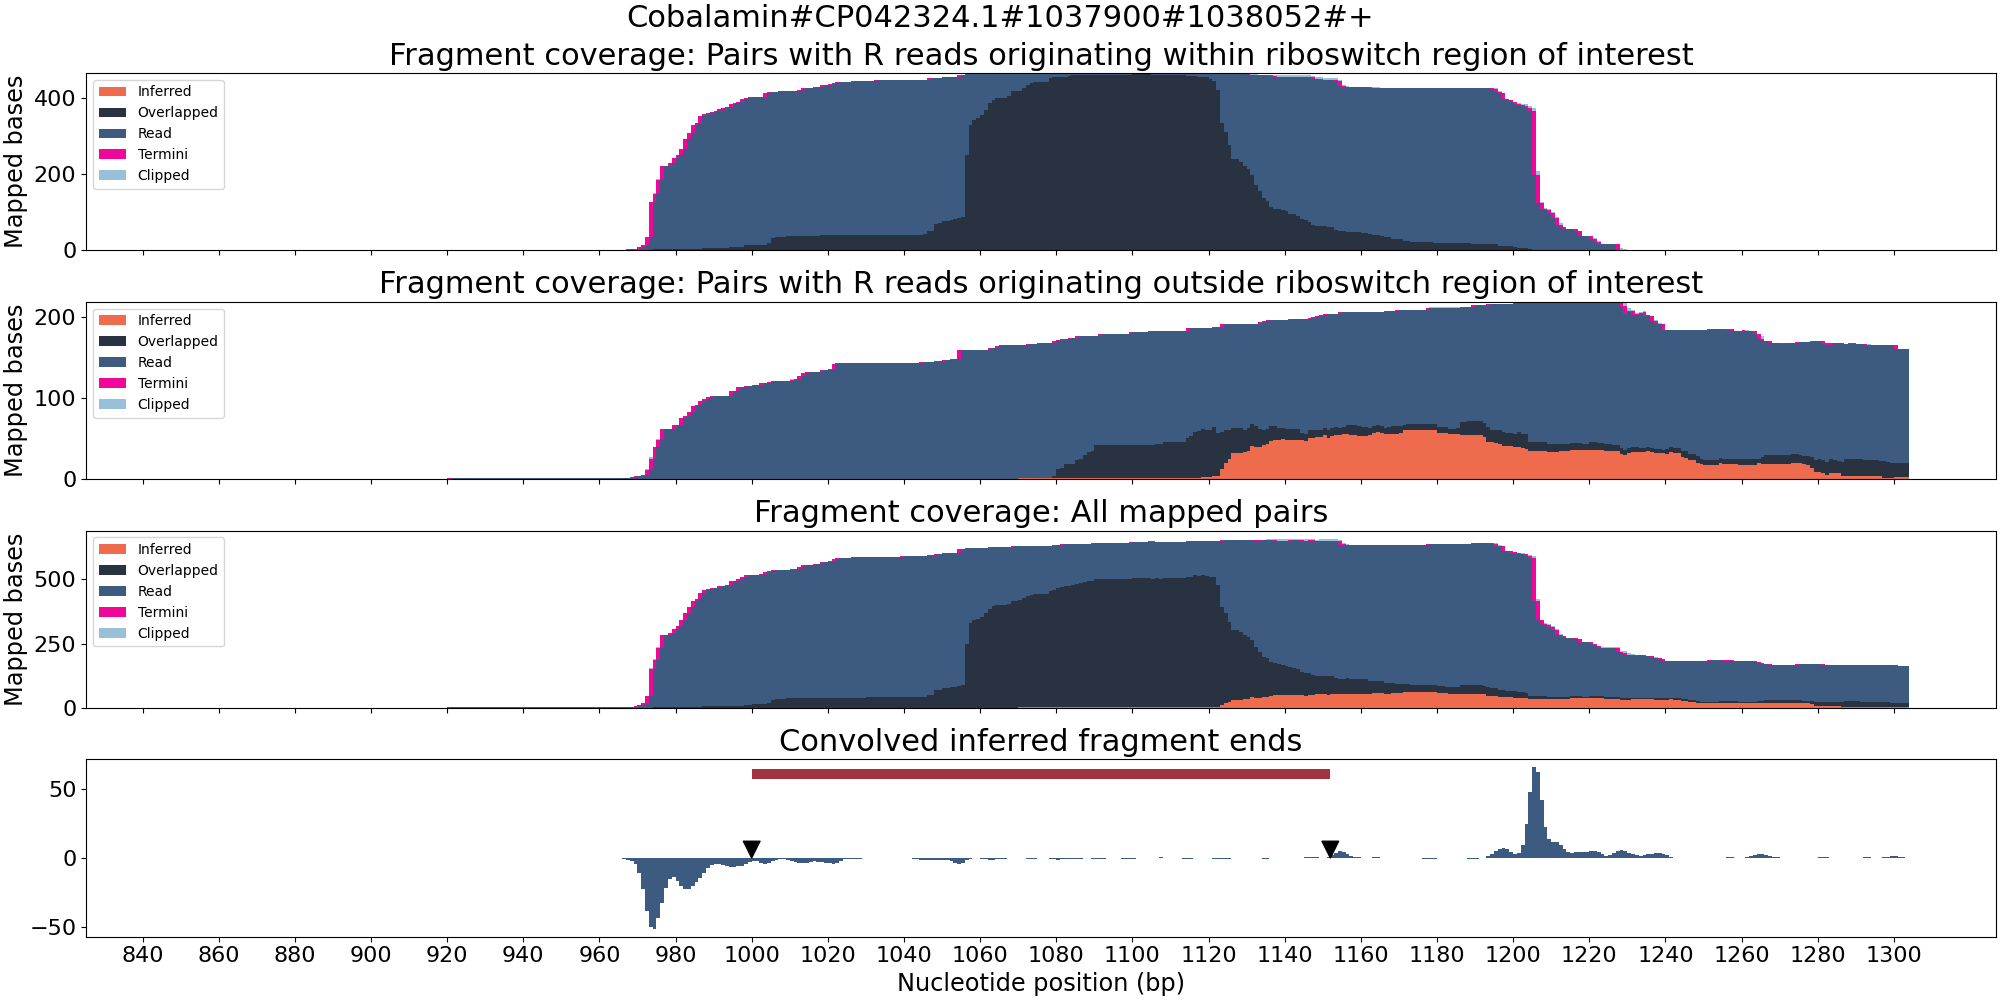 Cobalamin#CP042324.1#1037900#1038052#+
Fragment coverage: Pairs with R reads originating within riboswitch region of interest
Mapped bases
400
200
0
Inferred
Overlapped
Read
Termini
Clipped
Fragment coverage: Pairs with R reads originating outside riboswitch region of interest
Mapped bases
200
100
0
Inferred
Overlapped
Read
Termini
Clipped
Fragment coverage: All mapped pairs
Mapped bases
500
250
0
Inferred
Overlapped
Read
Termini
Clipped
Convolved inferred fragment ends
50
0
−50
840 860 880 900 920 940 960 980 1000 1020 1040 1060 1080 1100 1120 1140 1160 1180 1200 1220 1240 1260 1280 1300
Nucleotide position (bp)